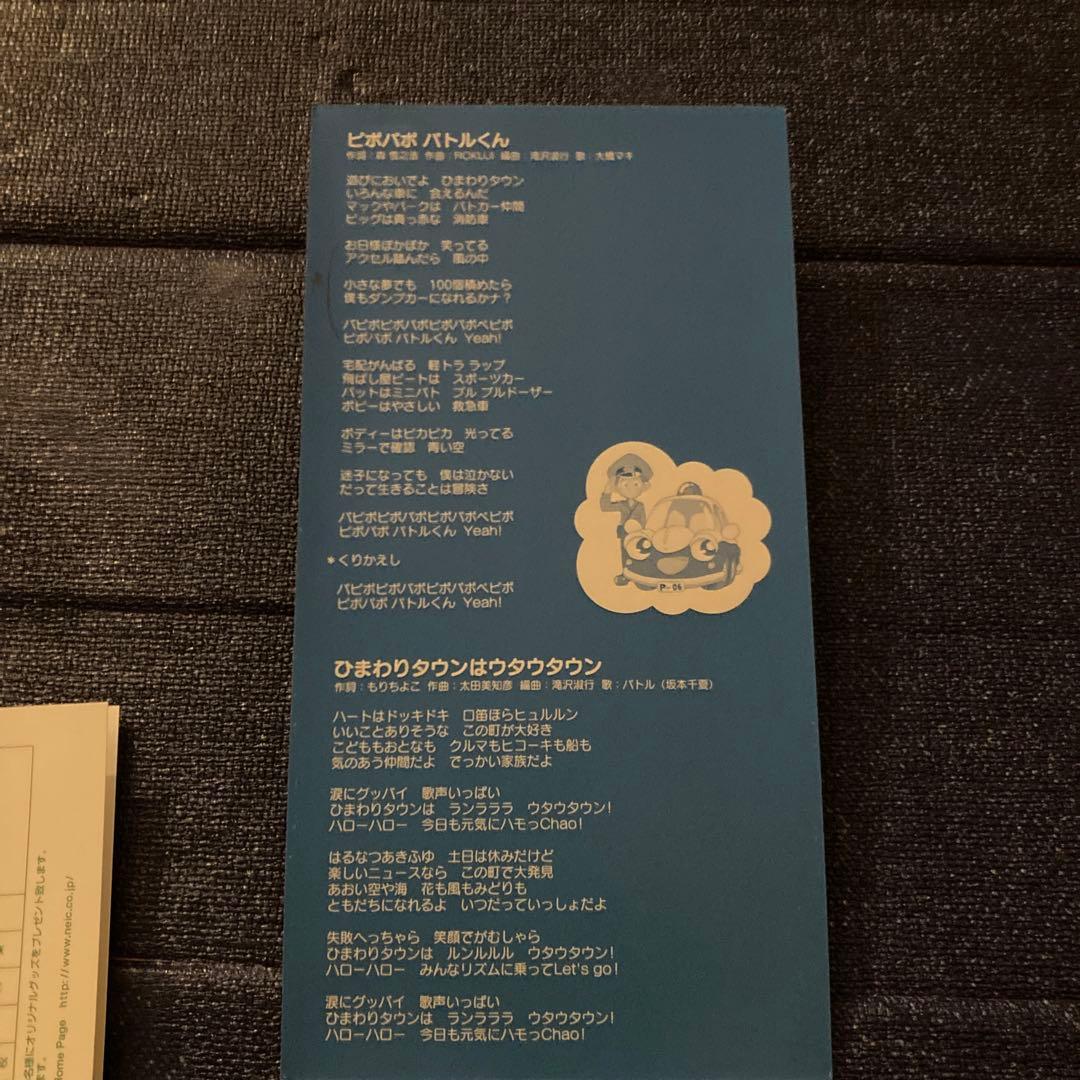 ピポパポ パトルくん
作詞：森 雪之丞 作曲：ROKUJI 編曲：滝沢淑行 歌：大橋マキ
遊びにおいでよ　ひまわりタウン
いろんな車に　会えるんだ
マックやパークは　パトカー仲間
ビッグは真っ赤な　消防車
お日様ぽかぽか　笑ってる
アクセル踏んだら　風の中
小さな夢でも　100個積めたら
僕もダンプカーになれるかナ？
パピポピポパポピポパポペピポ
ピポパポ パトルくん Yeah!
宅配がんばる　軽トラ ラップ
飛ばし屋ビートは　スポーツカー
パットはミニパト　ブル ブルドーザー
ポピーはやさしい　救急車
ボディーはピカピカ　光ってる
ミラーで確認　青い空
迷子になっても　僕は泣かない
だって生きることは冒険さ
パピポピポパポピポパポペピポ
ピポパポ パトルくん Yeah!
＊くりかえし
パピポピポパポピポパポペピポ
ピポパポ パトルくん Yeah!
P-06
ひまわりタウンはウタウタウン
作詞：もりちよこ 作曲：太田美知彦 編曲：滝沢淑行 歌：パトル（坂本千夏）
ハートはドッキドキ　口笛ほらヒュルルン
いいことありそうな　この町が大好き
こどももおとなも　クルマもヒコーキも船も
気のあう仲間だよ　でっかい家族だよ
涙にグッバイ　歌声いっぱい
ひまわりタウンは　ランラララ　ウタウタウン！
ハローハロー　今日も元気にハモっChao！
はるなつあきふゆ　土日は休みだけど
楽しいニュースなら　この町で大発見
あおい空や海　花も風もみどりも
ともだちになれるよ　いつだっていっしょだよ
失敗へっちゃら　笑顔でがむしゃら
ひまわりタウンは　ルンルルル　ウタウタウン！
ハローハロー　みんなリズムに乗ってLet's go！
涙にグッバイ　歌声いっぱい
ひまわりタウンは　ランラララ　ウタウタウン！
ハローハロー　今日も元気にハモっChao！
名様にオリジナルグッズをプレゼント致します。
ます。
Home Page　http://www.neic.co.jp/